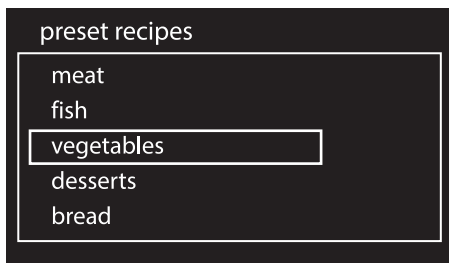 preset recipes
meat
fish
vegetables
desserts
bread